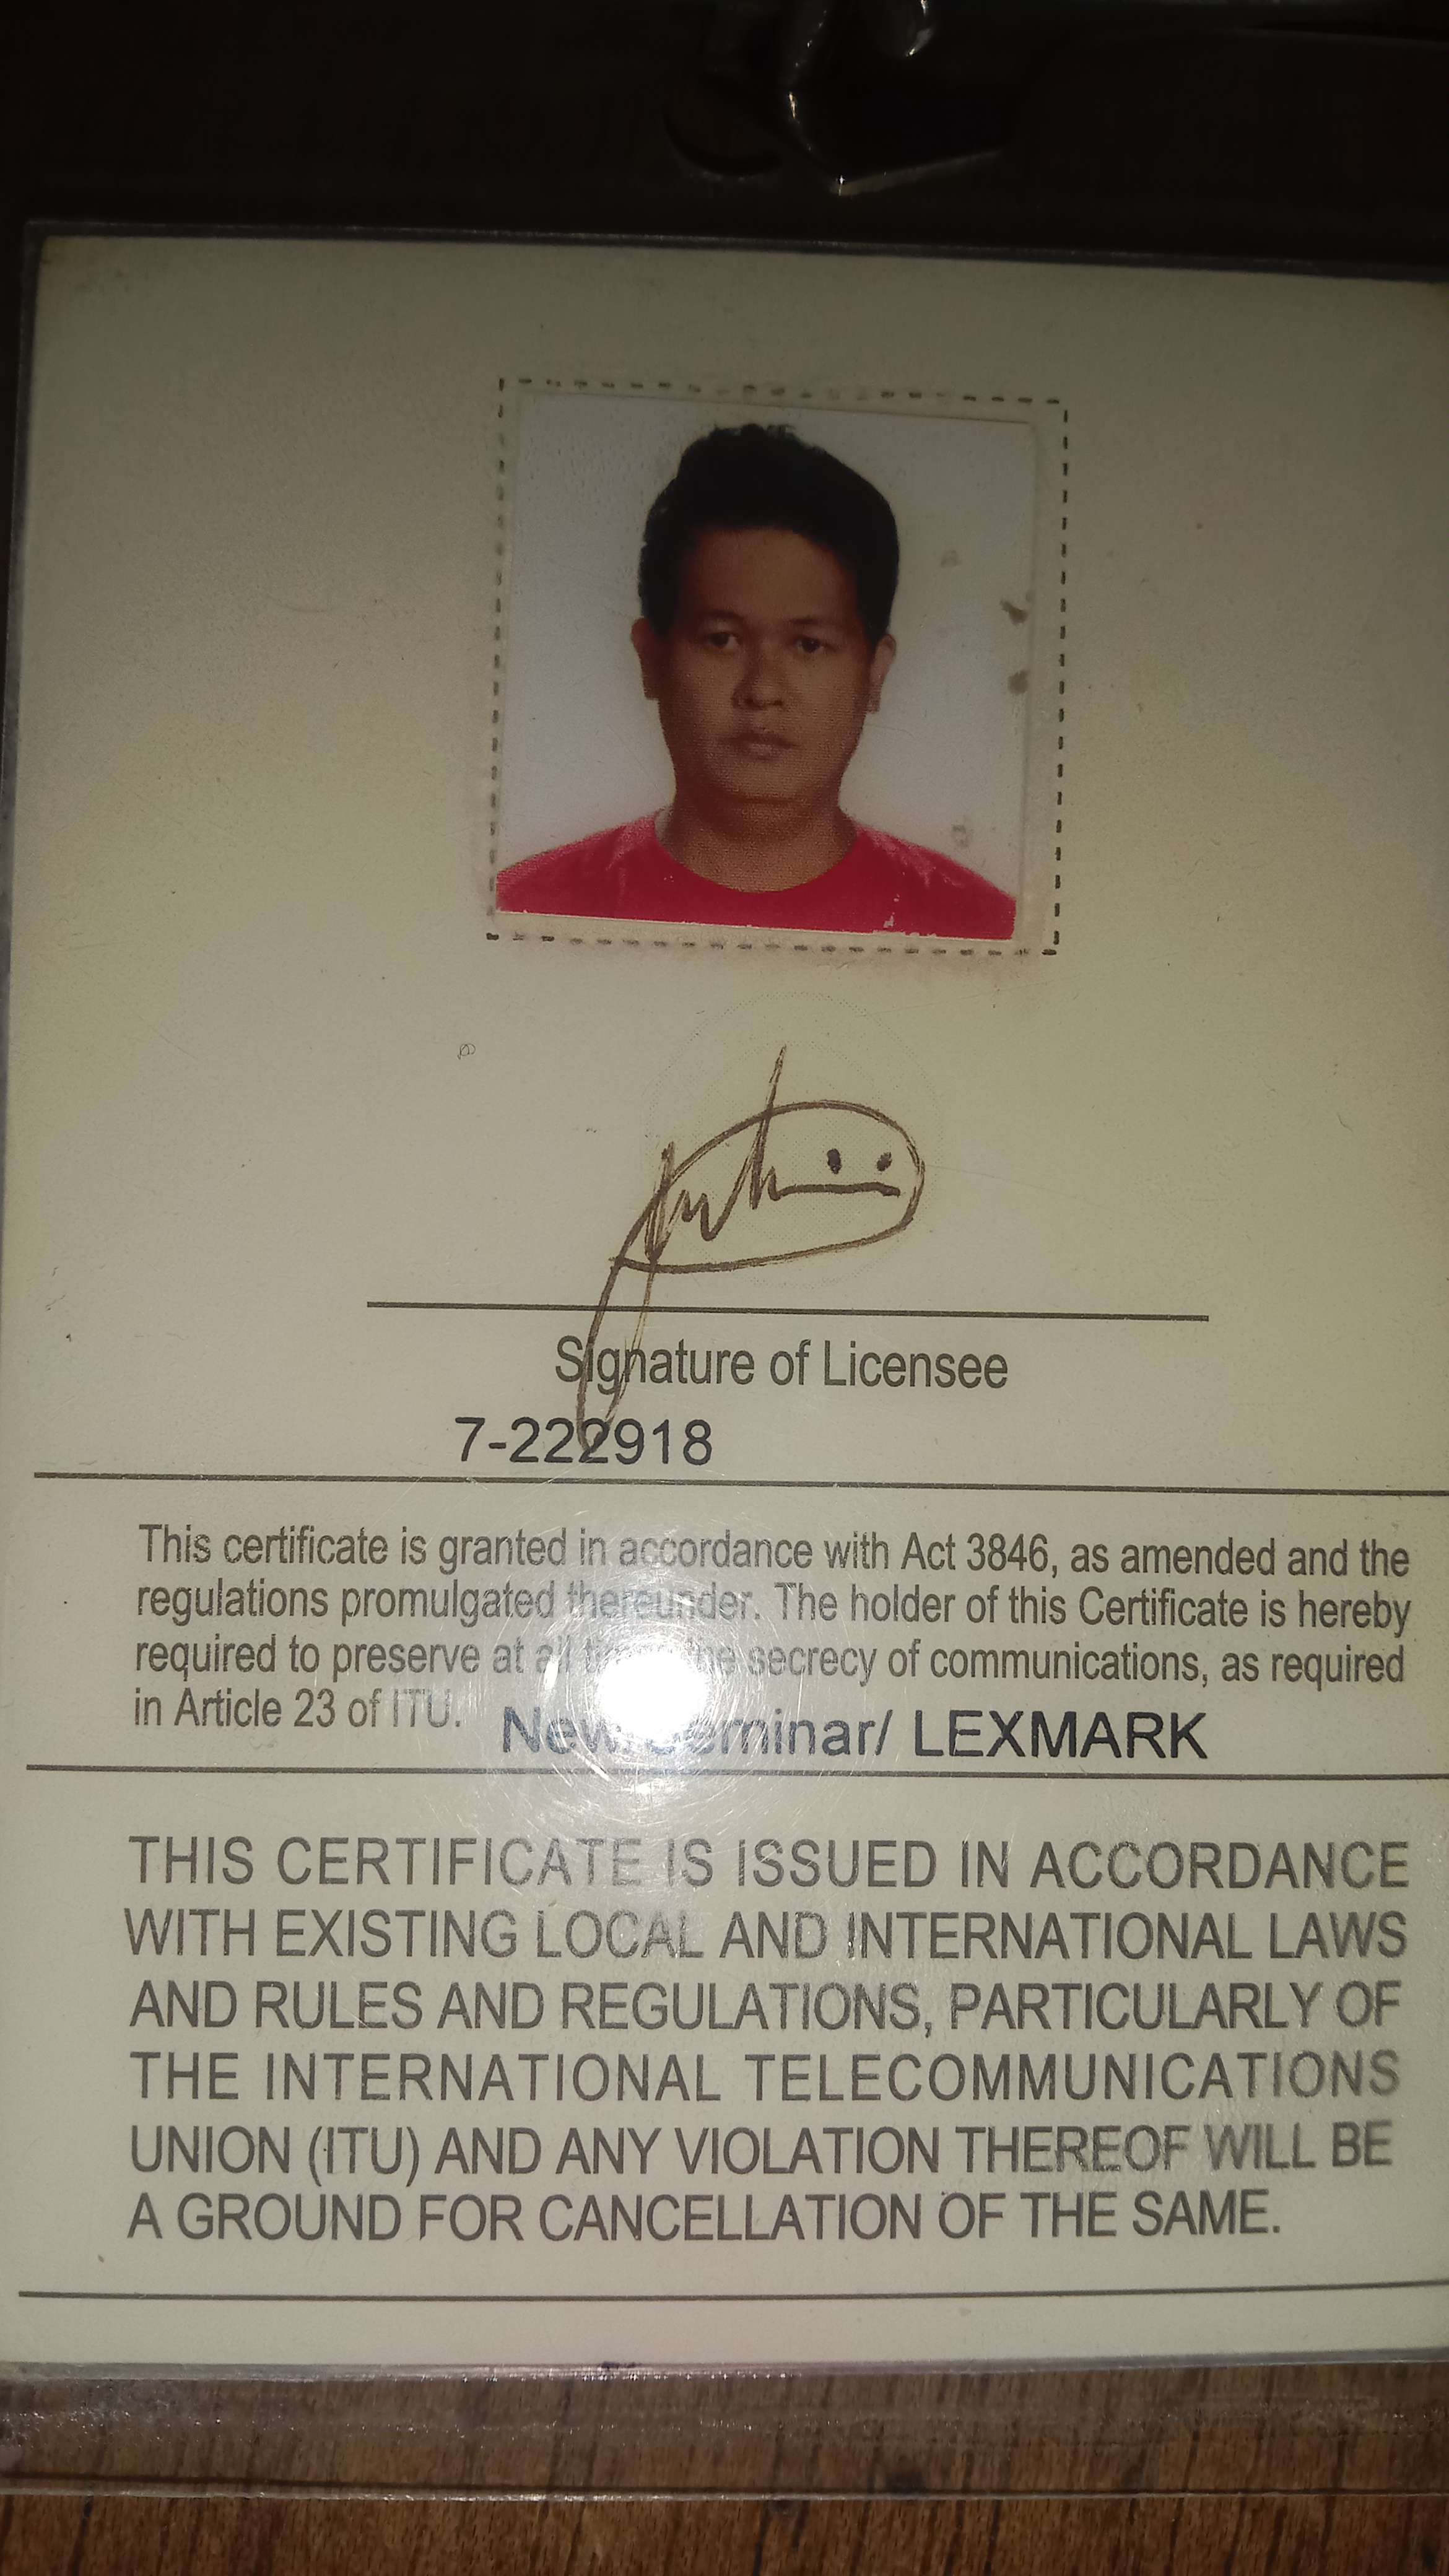 Signature of Licensee
7-222918
This certificate is granted in accordance with Act 3846, as amended and the
regulations promulgated thereunder. The holder of this Certificate is hereby
required to preserve at all times the secrecy of communications, as required
in Article 23 of ITU.
New/Seminar/ LEXMARK
THIS CERTIFICATE IS ISSUED IN ACCORDANCE
WITH EXISTING LOCAL AND INTERNATIONAL LAWS
AND RULES AND REGULATIONS, PARTICULARLY OF
THE INTERNATIONAL TELECOMMUNICATIONS
UNION (ITU) AND ANY VIOLATION THEREOF WILL BE
A GROUND FOR CANCELLATION OF THE SAME.